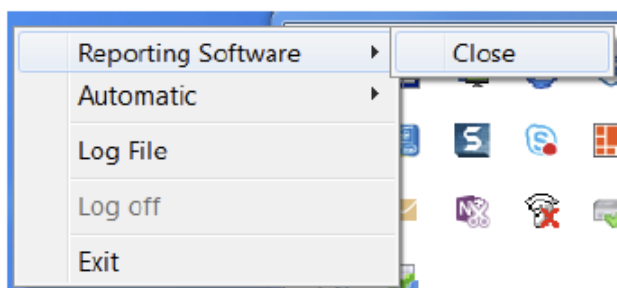 Reporting Software
Close
Automatic
Log File
Log off
Exit